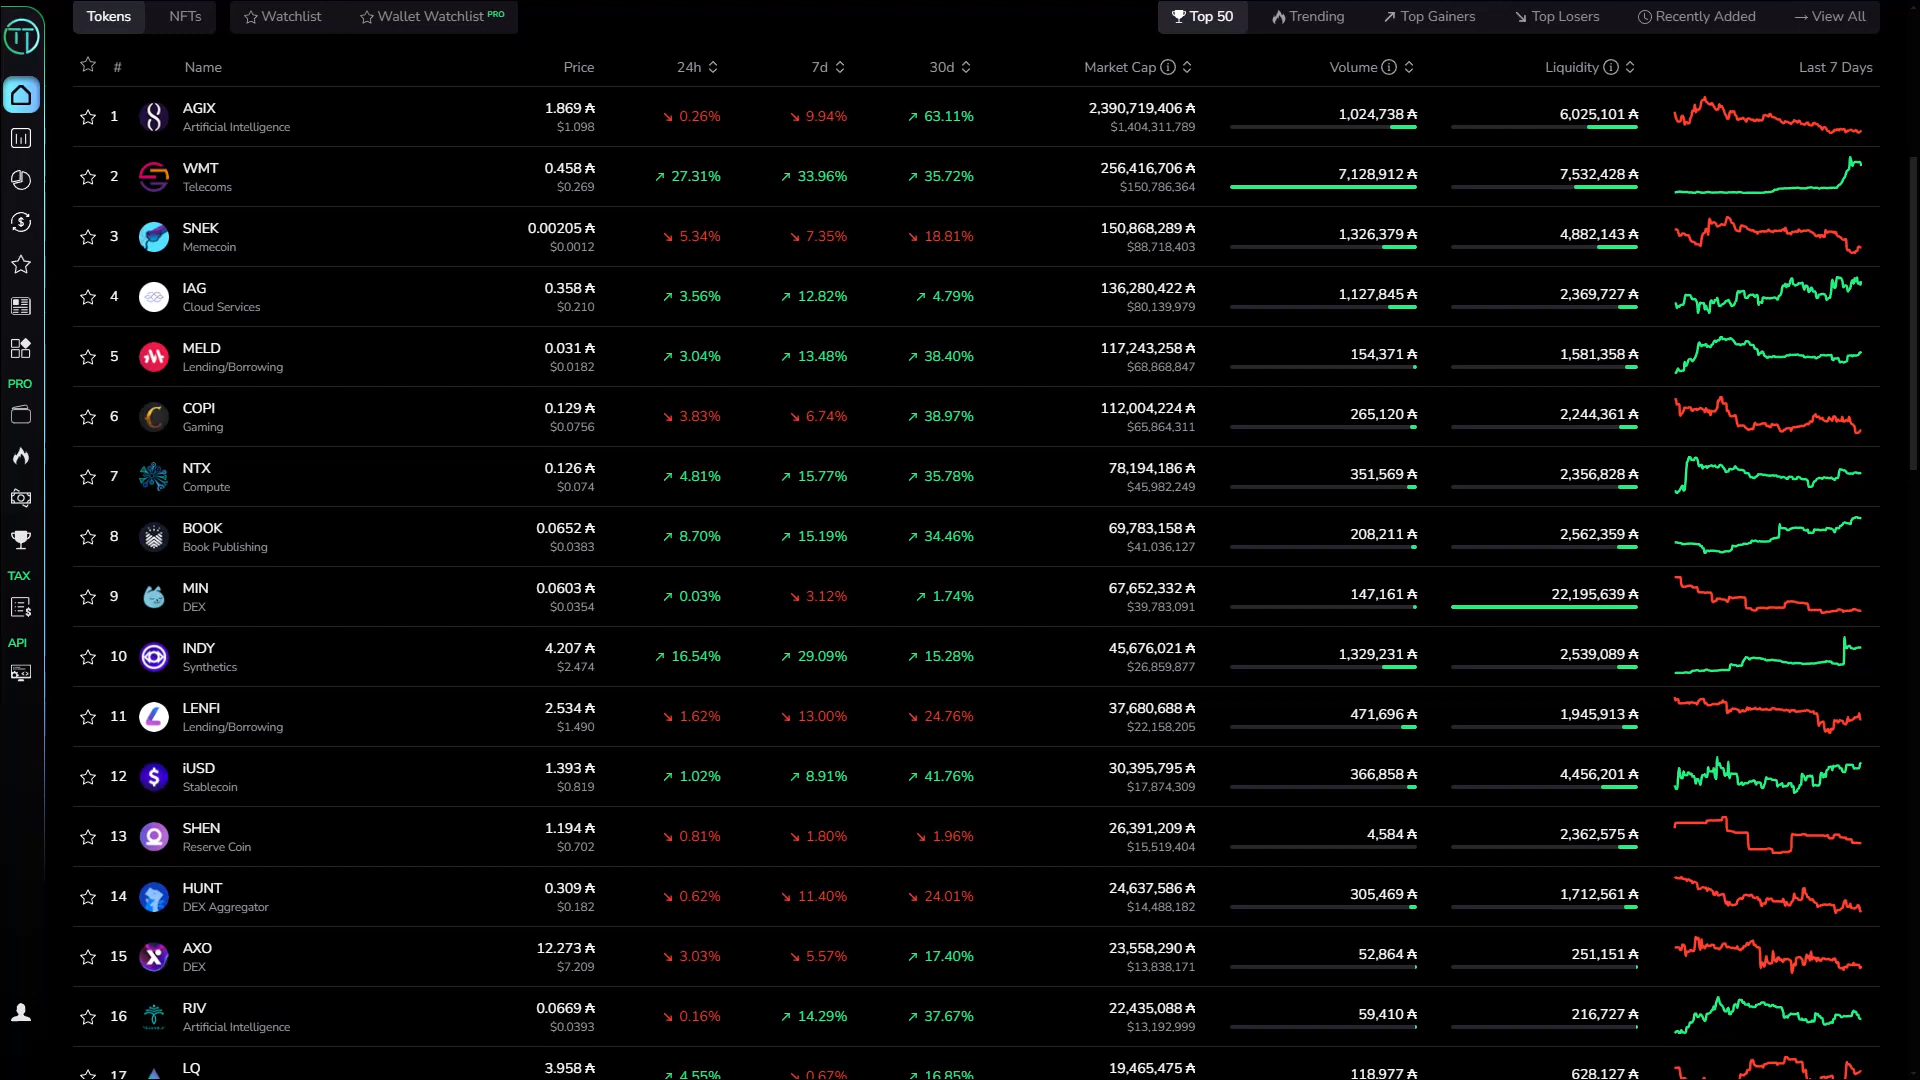 Tokens NFTs Watchlist Wallet Watchlist PRO Top 50 Trending Top Gainers Top Losers Recently Added View All
# Name Price 24h 7d 30d Market Cap Volume Liquidity Last 7 Days
1 AGIX 1.869 ₳ 0.26% 9.94% 63.11% 2,390,719,406 ₳ 1,024,738 ₳ 6,025,101 ₳
Artificial Intelligence $1.098 $1,404,311,789
2 WMT 0.458 ₳ 27.31% 33.96% 35.72% 256,416,706 ₳ 7,128,912 ₳ 7,532,428 ₳
Telecoms $0.269 $150,786,364
3 SNEK 0.00205 ₳ 5.34% 7.35% 18.81% 150,868,289 ₳ 1,326,379 ₳ 4,882,143 ₳
Memecoin $0.0012 $88,718,403
4 IAG 0.358 ₳ 3.56% 12.82% 4.79% 136,280,422 ₳ 1,127,845 ₳ 2,369,727 ₳
Cloud Services $0.210 $80,139,979
5 MELD 0.031 ₳ 3.04% 13.48% 38.40% 117,243,258 ₳ 154,371 ₳ 1,581,358 ₳
Lending/Borrowing $0.0182 $68,868,847
PRO
6 COPI 0.129 ₳ 3.83% 6.74% 38.97% 112,004,224 ₳ 265,120 ₳ 2,244,361 ₳
Gaming $0.0756 $65,864,311
7 NTX 0.126 ₳ 4.81% 15.77% 35.78% 78,194,186 ₳ 351,569 ₳ 2,356,828 ₳
Compute $0.074 $45,982,249
8 BOOK 0.0652 ₳ 8.70% 15.19% 34.46% 69,783,158 ₳ 208,211 ₳ 2,562,359 ₳
Book Publishing $0.0383 $41,036,127
TAX
9 MIN 0.0603 ₳ 0.03% 3.12% 1.74% 67,652,332 ₳ 147,161 ₳ 22,195,639 ₳
DEX $0.0354 $39,783,091
API
10 INDY 4.207 ₳ 16.54% 29.09% 15.28% 45,676,021 ₳ 1,329,231 ₳ 2,539,089 ₳
Synthetics $2.474 $26,859,877
11 LENFI 2.534 ₳ 1.62% 13.00% 24.76% 37,680,688 ₳ 471,696 ₳ 1,945,913 ₳
Lending/Borrowing $1.490 $22,158,205
12 iUSD 1.393 ₳ 1.02% 8.91% 41.76% 30,395,795 ₳ 366,858 ₳ 4,456,201 ₳
Stablecoin $0.819 $17,874,309
13 SHEN 1.194 ₳ 0.81% 1.80% 1.96% 26,391,209 ₳ 4,584 ₳ 2,362,575 ₳
Reserve Coin $0.702 $15,519,404
14 HUNT 0.309 ₳ 0.62% 11.40% 24.01% 24,637,586 ₳ 305,469 ₳ 1,712,561 ₳
DEX Aggregator $0.182 $14,488,182
15 AXO 12.273 ₳ 3.03% 5.57% 17.40% 23,558,290 ₳ 52,864 ₳ 251,151 ₳
DEX $7.209 $13,838,171
16 RIV 0.0669 ₳ 0.16% 14.29% 37.67% 22,435,088 ₳ 59,410 ₳ 216,727 ₳
Artificial Intelligence $0.0393 $13,192,999
17 LQ 3.958 ₳ 4.55% 0.67% 16.85% 19,465,475 ₳ 118,977 ₳ 628,127 ₳